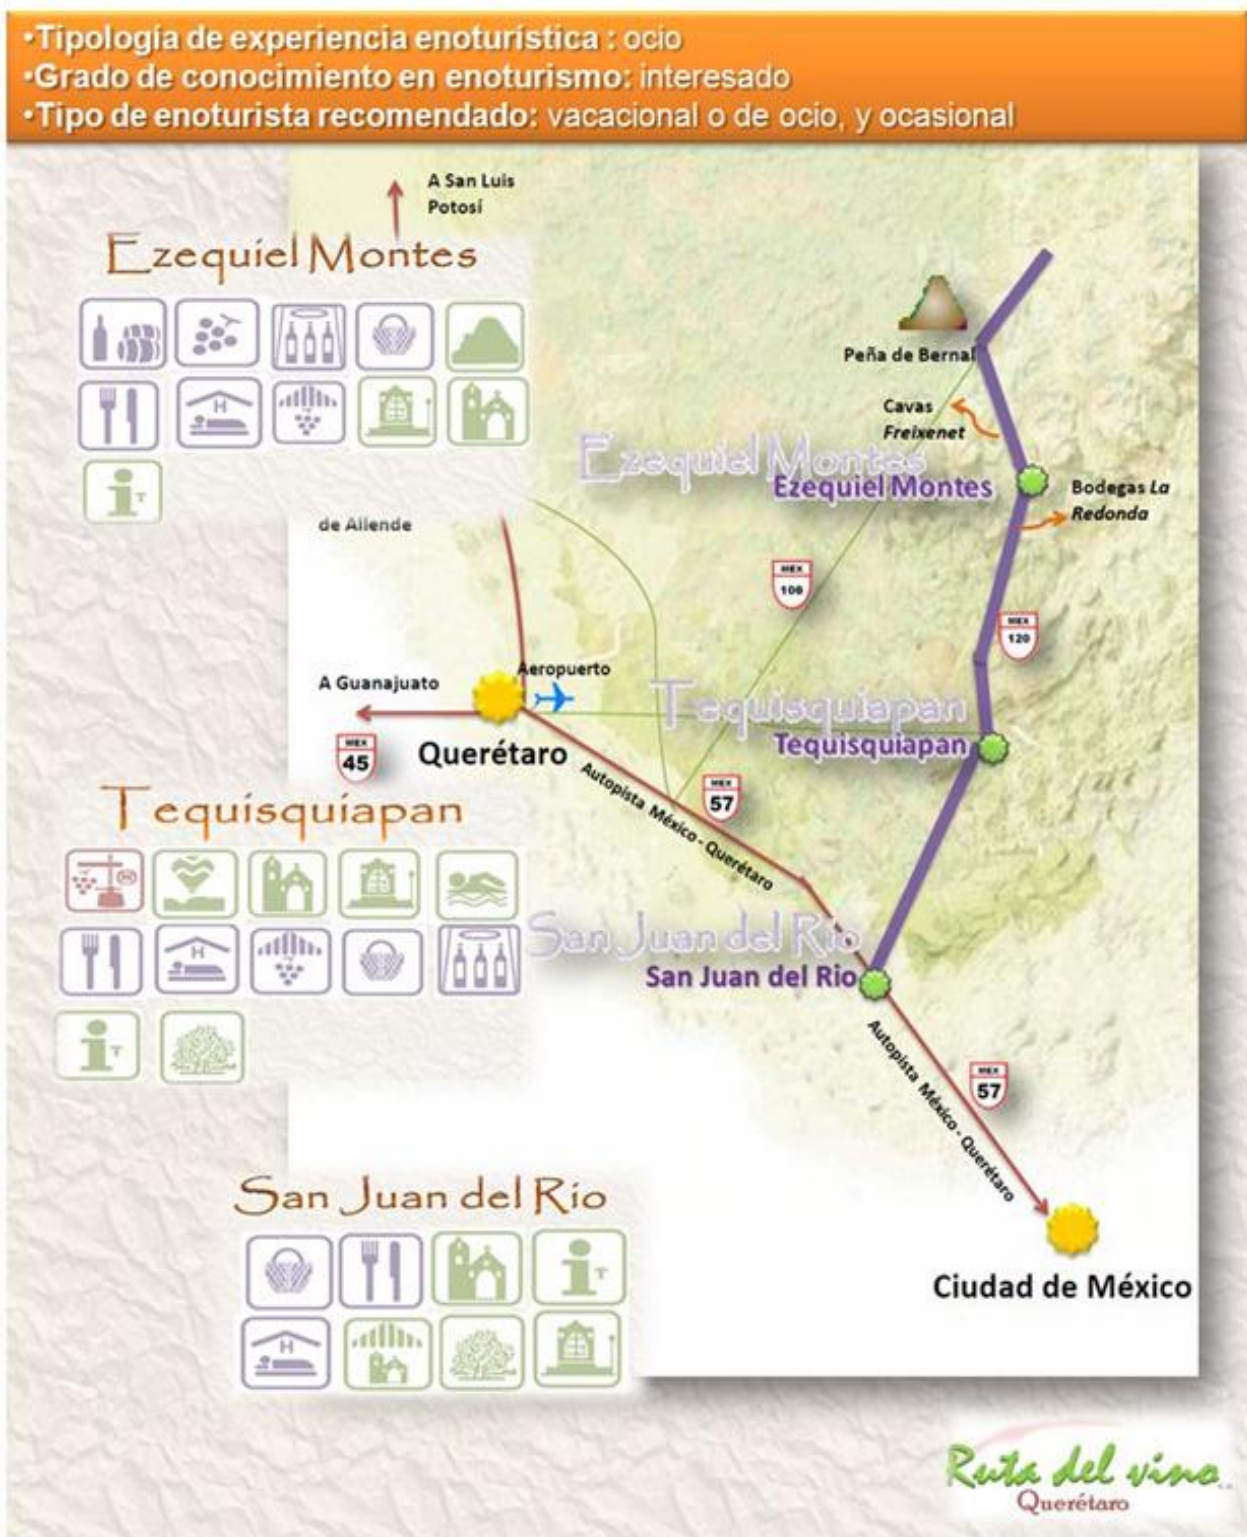 •Tipología de experiencia enoturística : ocio
•Grado de conocimiento en enoturismo: interesado
•Tipo de enoturista recomendado: vacacional o de ocio, y ocasional
A San Luis
Potosí
Ezequiel Montes
Peña de Bernal
Cavas
Freixenet
H
Ezequiel Montes
Ezequiel Montes
Bodegas La
Redonda
i T
de Allende
MEX
100
MEX
120
Aeropuerto
A Guanajuato
Tequisquiapan
Tequisquiapan
MEX
45
Querétaro
Autopista México - Querétaro
MEX
57
Tequisquiapan
H
San Juan del Rio
San Juan del Rio
i T
Autopista México - Querétaro
MEX
57
San Juan del Rio
i T
H
Ciudad de México
Ruta del vino
Querétaro